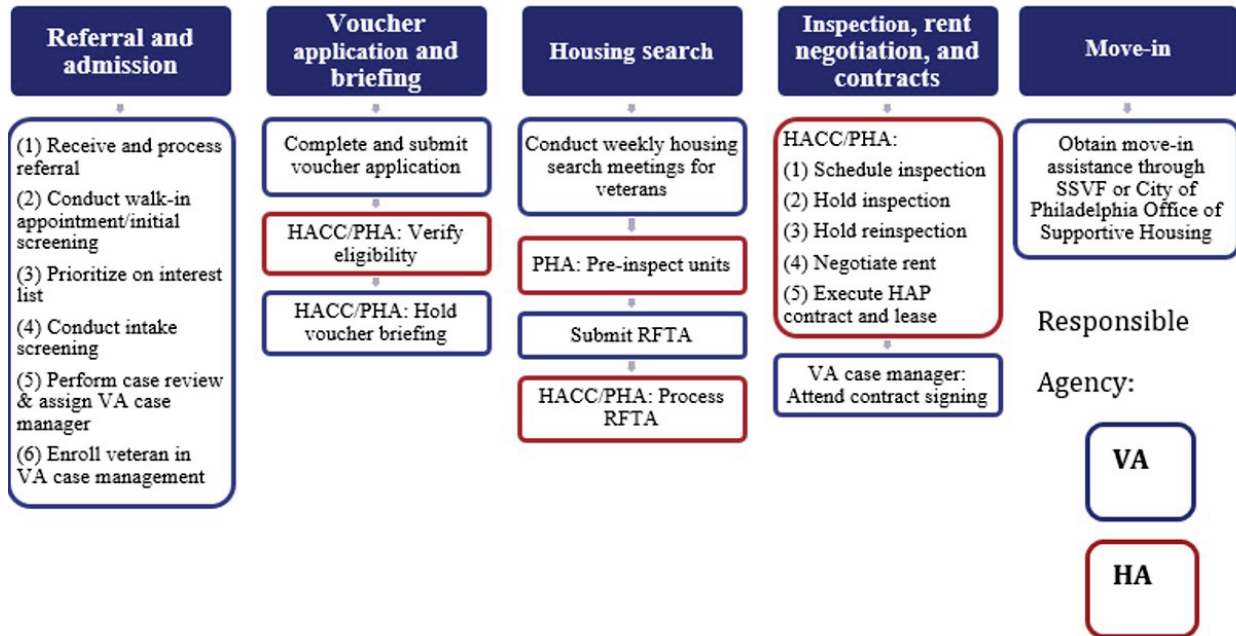 Referral and
admission
(1) Receive and process
referral
(2) Conduct walk-in
appointment/initial
screening
(3) Prioritize on interest
list
(4) Conduct intake
screening
(5) Perform case review
& assign VA case
manager
(6) Enroll veteran in
VA case management
Voucher
application and
briefing
Complete and submit
voucher application
HACC/PHA: Verify
eligibility
HACC/PHA: Hold
voucher briefing
Housing search
Conduct weekly housing
search meetings for
veterans
PHA: Pre-inspect units
Submit RFTA
HACC/PHA: Process
RFTA
Inspection, rent
negotiation, and
contracts
HACC/PHA:
(1) Schedule inspection
(2) Hold inspection
(3) Hold reinspection
(4) Negotiate rent
(5) Execute HAP
contract and lease
VA case manager:
Attend contract signing
Move-in
Obtain move-in
assistance through
SSVF or City of
Philadelphia Office of
Supportive Housing
Responsible
Agency:
VA
HA